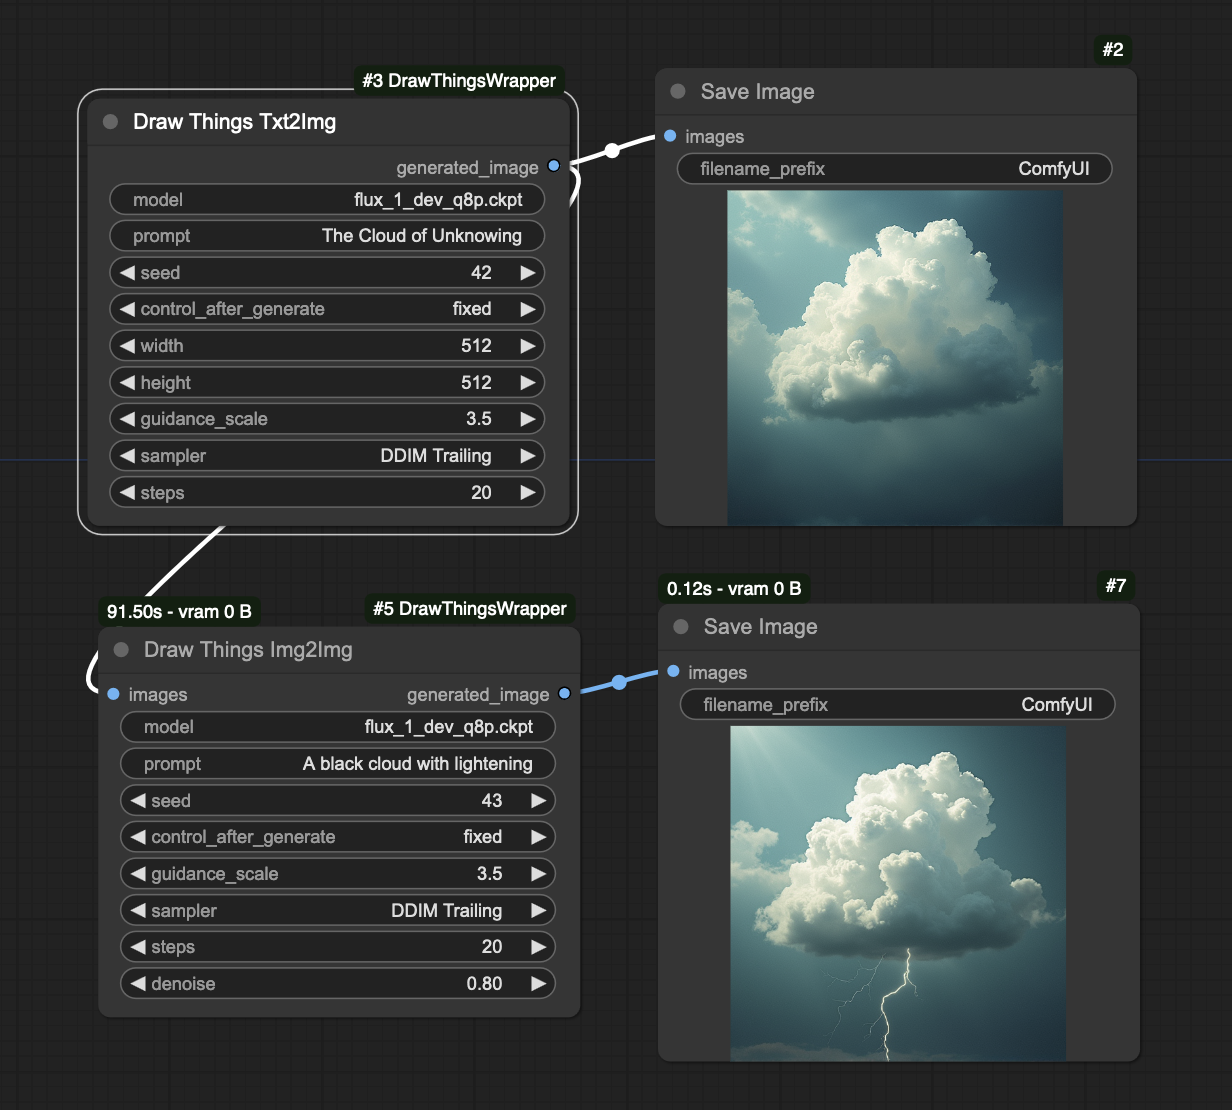 #3 DrawThingsWrapper
Draw Things Txt2Img
generated_image
model flux_1_dev_q8p.ckpt
prompt The Cloud of Unknowing
seed 42
control_after_generate fixed
width 512
height 512
guidance_scale 3.5
sampler DDIM Trailing
steps 20
#2
Save Image
images
filename_prefix ComfyUI
91.50s - vram 0 B
#5 DrawThingsWrapper
Draw Things Img2Img
images generated_image
model flux_1_dev_q8p.ckpt
prompt A black cloud with lightening
seed 43
control_after_generate fixed
guidance_scale 3.5
sampler DDIM Trailing
steps 20
denoise 0.80
0.12s - vram 0 B
#7
Save Image
images
filename_prefix ComfyUI